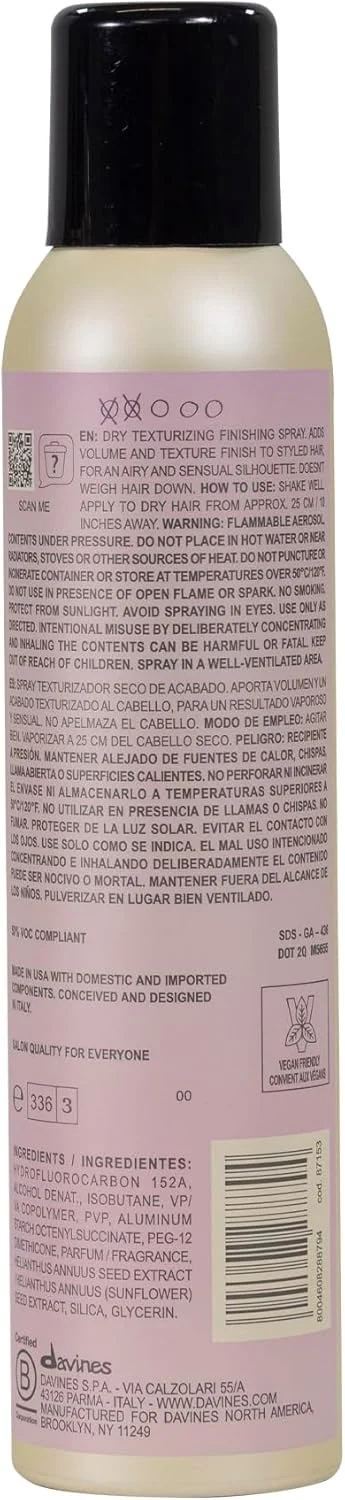 EN: DRY TEXTURIZING FINISHING SPRAY. ADDS
VOLUME AND TEXTURE FINISH TO STYLED HAIR,
FOR AN AIRY AND SENSUAL SILHOUETTE. DOESN'T
WEIGH HAIR DOWN. HOW TO USE: SHAKE WELL.
SCAN ME
APPLY TO DRY HAIR FROM APPROX. 25 CM / 10
INCHES AWAY. WARNING: FLAMMABLE AEROSOL.
CONTENTS UNDER PRESSURE. DO NOT PLACE IN HOT WATER OR NEAR
RADIATORS, STOVES OR OTHER SOURCES OF HEAT. DO NOT PUNCTURE OR
INCINERATE CONTAINER OR STORE AT TEMPERATURES OVER 50°C/120°F.
DO NOT USE IN PRESENCE OF OPEN FLAME OR SPARK. NO SMOKING.
PROTECT FROM SUNLIGHT. AVOID SPRAYING IN EYES. USE ONLY AS
DIRECTED. INTENTIONAL MISUSE BY DELIBERATELY CONCENTRATING
AND INHALING THE CONTENTS CAN BE HARMFUL OR FATAL. KEEP
OUT OF REACH OF CHILDREN. SPRAY IN A WELL-VENTILATED AREA.
ES: SPRAY TEXTURIZADOR SECO DE ACABADO. APORTA VOLUMEN Y UN
ACABADO TEXTURIZADO AL CABELLO, PARA UN RESULTADO VAPOROSO
Y SENSUAL. NO APELMAZA EL CABELLO. MODO DE EMPLEO: AGITAR
BIEN. VAPORIZAR A 25 CM DEL CABELLO SECO. PELIGRO: RECIPIENTE
A PRESIÓN. MANTENER ALEJADO DE FUENTES DE CALOR, CHISPAS,
LLAMA ABIERTA O SUPERFICIES CALIENTES. NO PERFORAR NI INCINERAR
EL ENVASE NI ALMACENARLO A TEMPERATURAS SUPERIORES A
50°C/120°F. NO UTILIZAR EN PRESENCIA DE LLAMAS O CHISPAS. NO
FUMAR. PROTEGER DE LA LUZ SOLAR. EVITAR EL CONTACTO CON
LOS OJOS. USE SOLO COMO SE INDICA. EL MAL USO INTENCIONADO
CONCENTRANDO E INHALANDO DELIBERADAMENTE EL CONTENIDO
PUEDE SER NOCIVO O MORTAL. MANTENER FUERA DEL ALCANCE DE
LOS NIÑOS. PULVERIZAR EN LUGAR BIEN VENTILADO.
VOC COMPLIANT
SDS - GA - 436
DOT 2Q M5655
MADE IN USA WITH DOMESTIC AND IMPORTED
COMPONENTS. CONCEIVED AND DESIGNED
IN ITALY.
SALON QUALITY FOR EVERYONE
VEGAN FRIENDLY
CONVIENT AUX VEGANS
e 336 3
00
INGREDIENTS / INGREDIENTES:
HYDROFLUOROCARBON 152A,
ALCOHOL DENAT., ISOBUTANE, VP/
VA COPOLYMER, PVP, ALUMINUM
STARCH OCTENYLSUCCINATE, PEG-12
DIMETHICONE, PARFUM / FRAGRANCE,
HELIANTHUS ANNUUS SEED EXTRACT
/ HELIANTHUS ANNUUS (SUNFLOWER)
SEED EXTRACT, SILICA, GLYCERIN.
cod. 87153
8004608288794
Certified
B
Corporation
davines
DAVINES S.P.A. - VIA CALZOLARI 55/A
43126 PARMA - ITALY - WWW.DAVINES.COM
MANUFACTURED FOR DAVINES NORTH AMERICA,
BROOKLYN, NY 11249